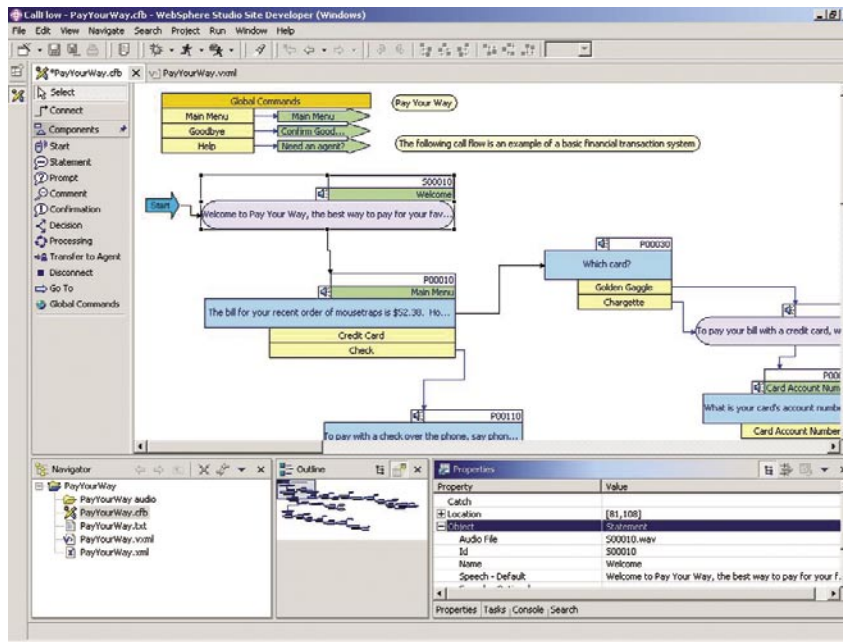 CallFlow - PayYourWay.cfb - WebSphere Studio Site Developer (Windows)
File Edit View Navigate Search Project Run Window Help
*PayYourWay.cfb
PayYourWay.vxml
Select
Connect
Components
Start
Statement
Prompt
Comment
Confirmation
Decision
Processing
Transfer to Agent
Disconnect
Go To
Global Commands
Global Commands
Main Menu Main Menu
Goodbye Confirm Good...
Help Need an agent?
Pay Your Way
The following call flow is an example of a basic financial transaction system
Start
S00010
Welcome
Welcome to Pay Your Way, the best way to pay for your fav...
P00010
Main Menu
The bill for your recent order of mousetraps is $52.38. Ho...
Credit Card
Check
P00030
Which card?
Golden Gaggle
Chargette
To pay your bill with a credit card, w
P000
Card Account Num
What is your card's account numbe
Card Account Number
P00110
To pay with a check over the phone, say phon...
Navigator
PayYourWay
PayYourWay audio
PayYourWay.cfb
PayYourWay.txt
PayYourWay.vxml
PayYourWay.xml
Outline
Properties
Property Value
Catch
Location [81,108]
Object Statement
Audio File S00010.wav
Id S00010
Name Welcome
Speech - Default Welcome to Pay Your Way, the best way to pay for your f.
Properties Tasks Console Search